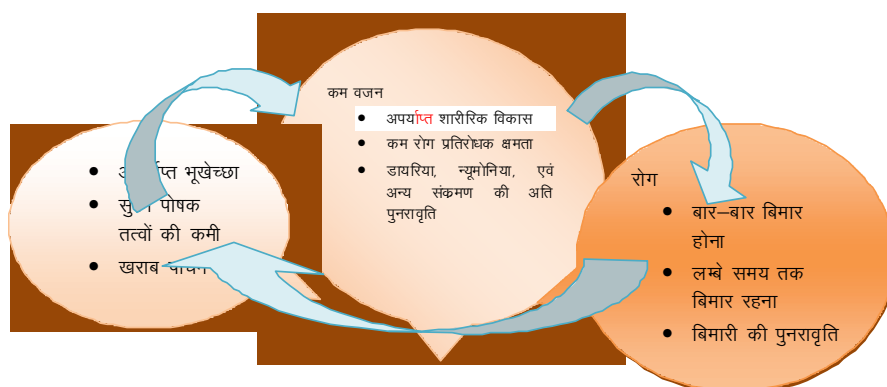 भूखेच्छा
पोषक
तत्वों की कमी
खराब
कम वजन
अपर्याप्त शारीरिक विकास
कम रोग प्रतिरोधक क्षमता
डायरिया, न्यूमोनिया, एवं
अन्य संकमण की अति
पुनरावृति
रोग
बार–बार बिमार
होना
लम्बे समय तक
बिमार रहना
बिमारी की पुनरावृति